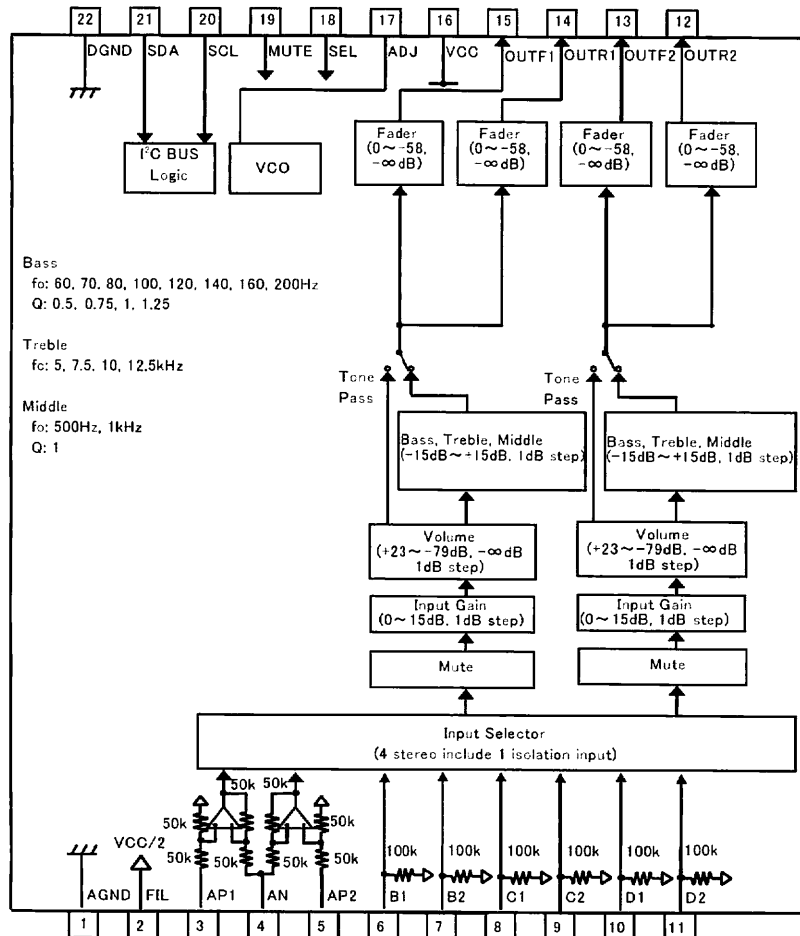 22 21 20 19 18 17 16 15 14 13 12
DGND SDA SCL MUTE SEL ADJ VCC OUTF1 OUTR1 OUTF2 OUTR2
I²C BUS
Logic
VCO
Fader
(0～-58,
-∞dB)
Fader
(0～-58,
-∞dB)
Fader
(0～-58,
-∞dB)
Fader
(0～-58,
-∞dB)
Bass
fo: 60, 70, 80, 100, 120, 140, 160, 200Hz
Q: 0.5, 0.75, 1, 1.25
Treble
fc: 5, 7.5, 10, 12.5kHz
Middle
fo: 500Hz, 1kHz
Q: 1
Tone
Pass
Tone
Pass
Bass, Treble, Middle
(-15dB～+15dB, 1dB step)
Bass, Treble, Middle
(-15dB～+15dB, 1dB step)
Volume
(+23～-79dB, -∞dB
1dB step)
Volume
(+23～-79dB, -∞dB
1dB step)
Input Gain
(0～15dB, 1dB step)
Input Gain
(0～15dB, 1dB step)
Mute
Mute
Input Selector
(4 stereo include 1 isolation input)
50k 50k
50k 50k
50k 50k 50k 50k
100k 100k 100k 100k 100k 100k
VCC/2
AGND FIL AP1 AN AP2 B1 B2 C1 C2 D1 D2
1 2 3 4 5 6 7 8 9 10 11